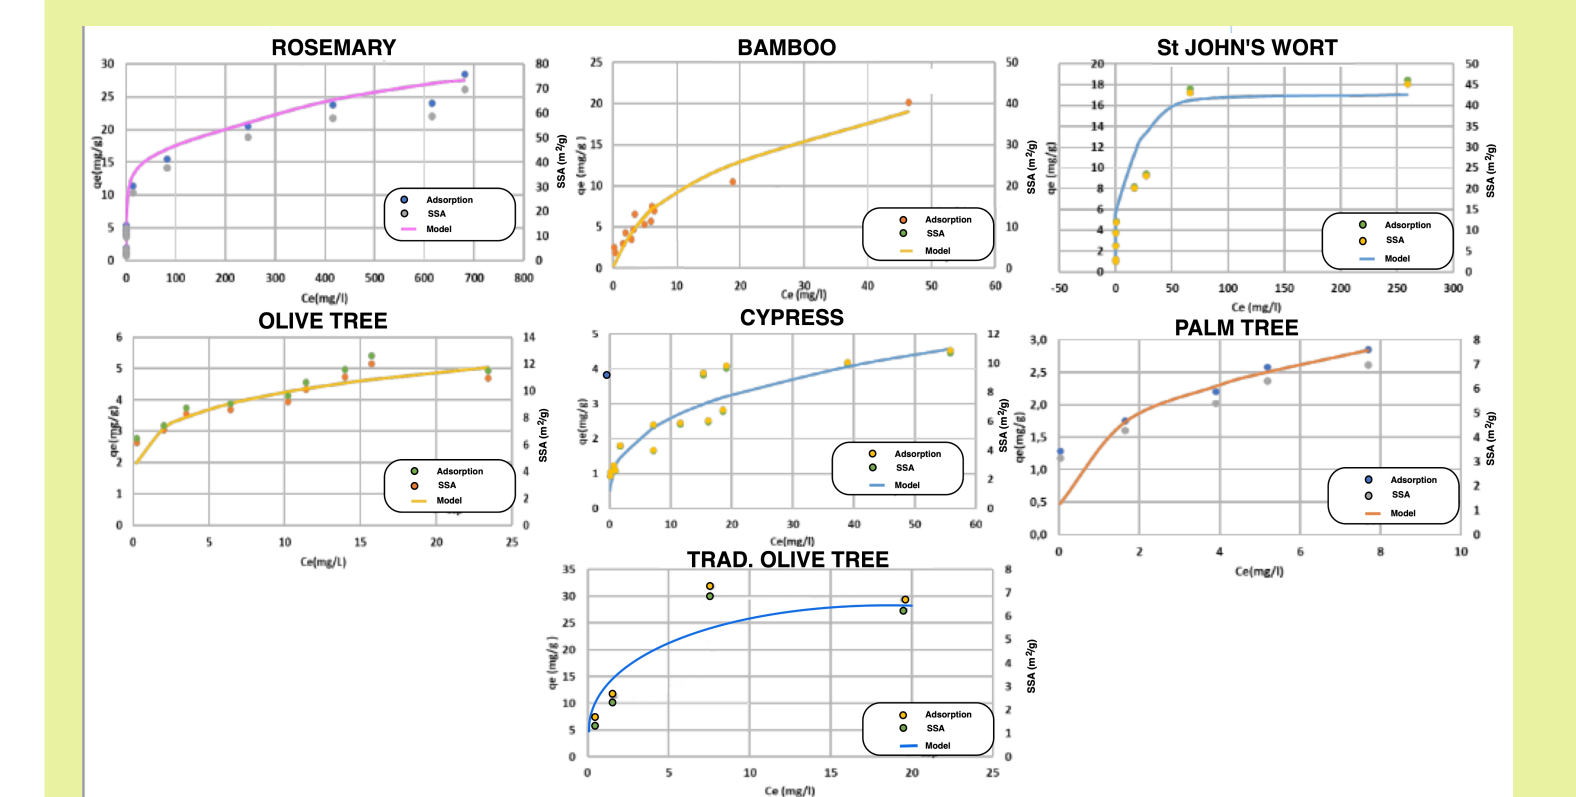 ROSEMARY
30
25
20
15
10
5
0
qe(mg/g)
80
70
60
50
40
30
20
10
0
SSA (m²/g)
Adsorption
SSA
Model
0 100 200 300 400 500 600 700 800
Ce(mg/l)
BAMBOO
25
20
15
10
5
0
qe (mg/g )
50
40
30
20
10
0
SSA (m²/g)
Adsorption
SSA
Model
0 10 20 30 40 50 60
Ce (mg/l)
St JOHN'S WORT
20
18
16
14
12
10
8
6
4
2
0
qe (mg/g)
50
45
40
35
30
25
20
15
10
5
0
SSA (m²/g)
Adsorption
SSA
Model
-50 0 50 100 150 200 250 300
Ce (mg/l)
OLIVE TREE
6
5
4
3
2
1
0
qe(mg/g)
14
12
10
8
6
4
2
0
SSA (m²/g)
Adsorption
SSA
Model
0 5 10 15 20 25
Ce(mg/L)
CYPRESS
5
4
3
2
1
0
qe(mg/g)
12
10
8
6
4
2
0
SSA (m²/g)
Adsorption
SSA
Model
0 10 20 30 40 50 60
Ce(mg/l)
PALM TREE
3,0
2,5
2,0
1,5
1,0
0,5
0,0
qe(mg/g)
8
7
6
5
4
3
2
1
0
SSA (m²/g)
Adsorption
SSA
Model
0 2 4 6 8 10
Ce(mg/l)
TRAD. OLIVE TREE
35
30
25
20
15
10
5
0
qe (mg/g )
8
7
6
5
4
3
2
1
0
SSA (m²/g)
Adsorption
SSA
Model
0 5 10 15 20 25
Ce (mg/l)